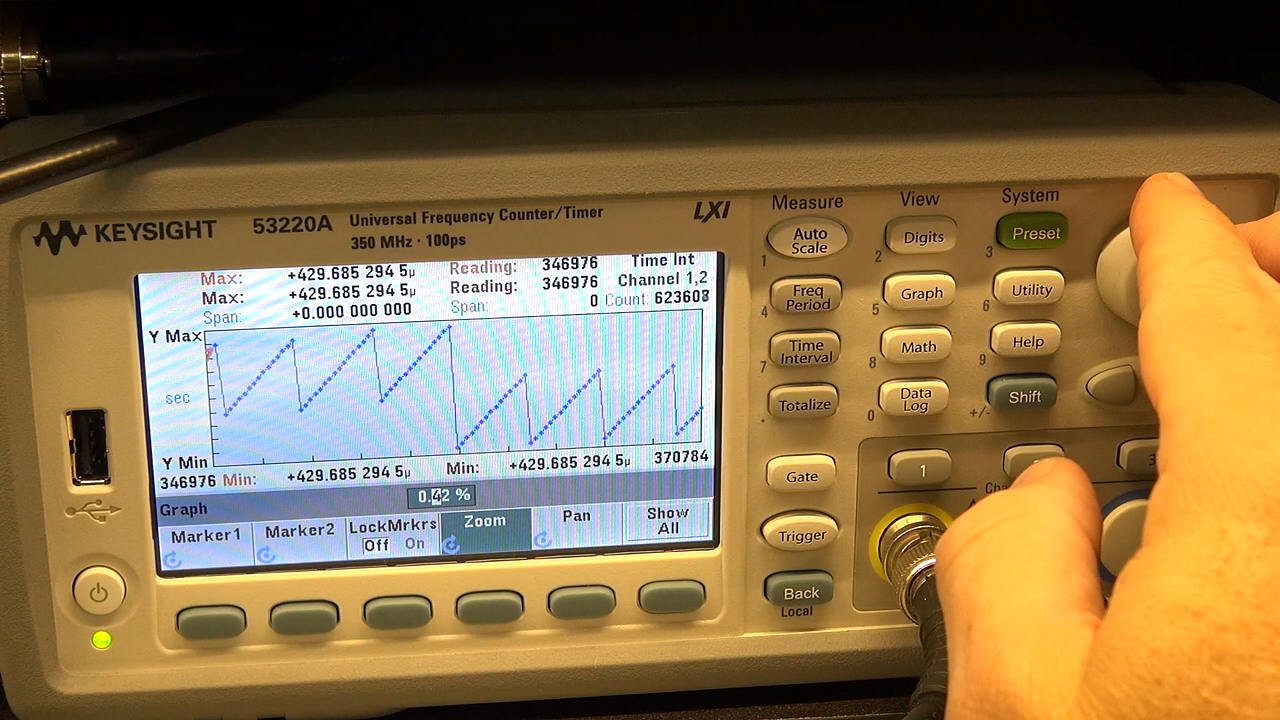 KEYSIGHT 53220A Universal Frequency Counter/Timer LXI
350 MHz · 100ps
Max: +429.685 294 5µ Reading: 346976 Time Int
Max: +429.685 294 5µ Reading: 346976 Channel 1,2
Span: +0.000 000 000 Span: 0 Count: 623608
Y Max
sec
Y Min
346976 Min: +429.685 294 5µ Min: +429.685 294 5µ 370784
0.42 %
Graph
Marker1 Marker2 LockMrkrs Zoom Pan Show All
Off On
Measure View System
Auto Scale Digits Preset
1 2 3
Freq Period Graph Utility
4 5 6
Time Interval Math Help
7 8 9
Totalize Data Log Shift
. 0 +/-
Gate 1 3
Trigger
Back
Local